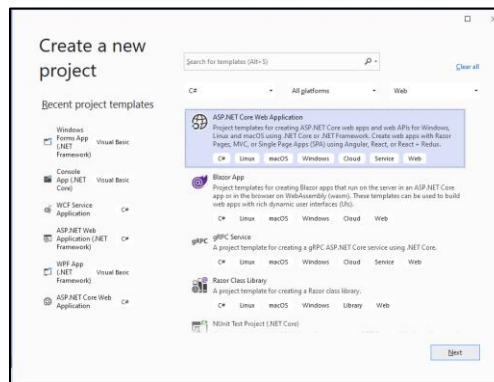 Create a new
project
Search for templates (Alt+S)
Clear all
C#
All platforms
Web
Recent project templates
Windows
Forms App
(.NET
Framework)
Visual Basic
Console
App (.NET
Core)
Visual Basic
WCF Service
Application
C#
ASP.NET Web
Application (.NET
Framework)
C#
WPF App
(.NET
Framework)
Visual Basic
ASP.NET Core Web
Application
C#
ASP.NET Core Web Application
Project templates for creating ASP.NET Core web apps and web APIs for Windows,
Linux and macOS using .NET Core or .NET Framework. Create web apps with Razor
Pages, MVC, or Single Page Apps (SPA) using Angular, React, or React + Redux.
C# Linux macOS Windows Cloud Service Web
Blazor App
Project templates for creating Blazor apps that run on the server in an ASP.NET Core
app or in the browser on WebAssembly (wasm). These templates can be used to build
web apps with rich dynamic user interfaces (UIs).
C# Linux macOS Windows Cloud Web
gRPC
gRPC Service
A project template for creating a gRPC ASP.NET Core service using .NET Core.
C# Linux macOS Windows Cloud Service Web
Razor Class Library
A project template for creating a Razor class library.
C# Linux macOS Windows Library Web
NUnit Test Project (.NET Core)
Next